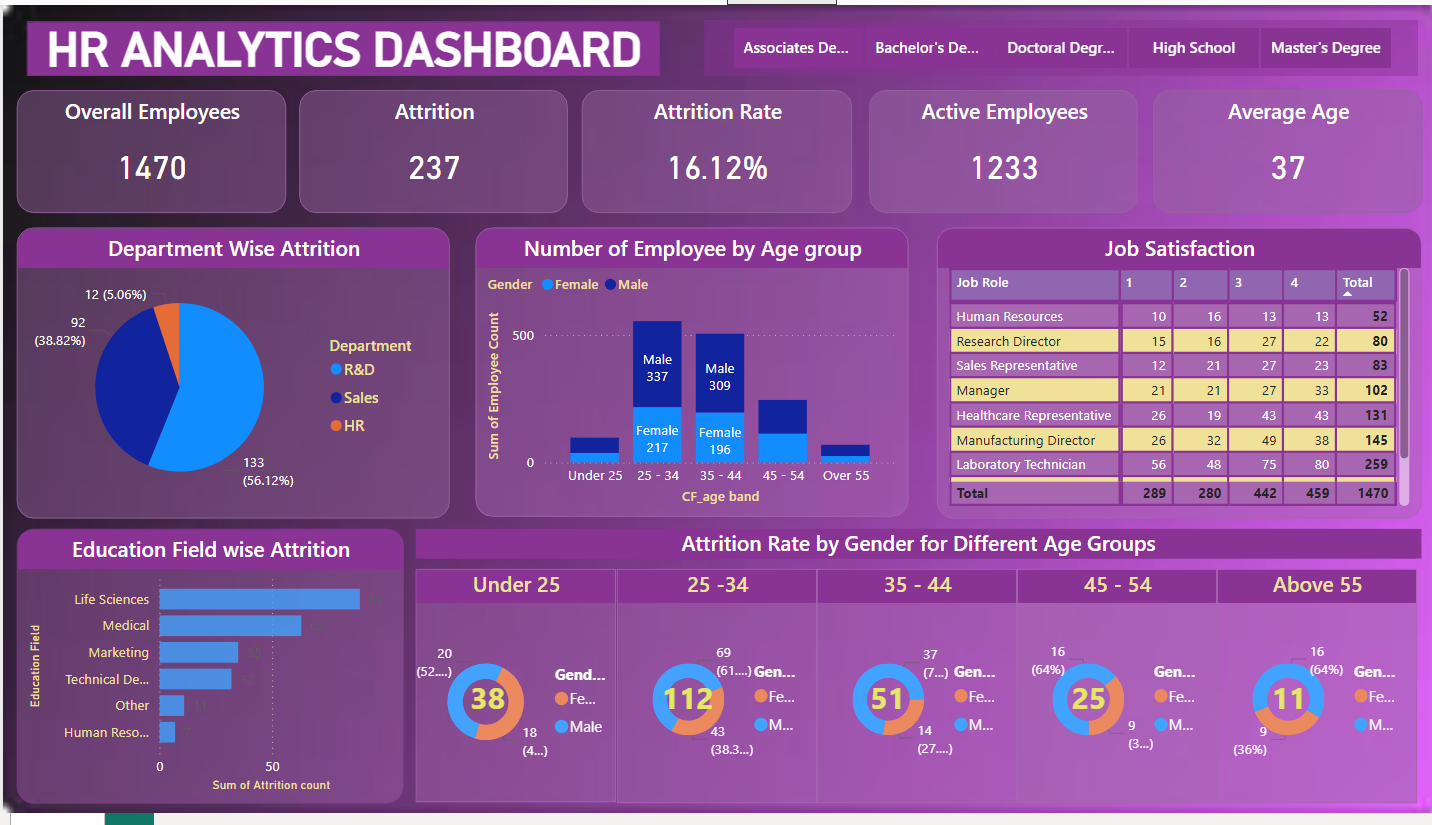 HR ANALYTICS DASHBOARD
Associates De...
Bachelor's De...
Doctoral Degr...
High School
Master's Degree
Overall Employees
1470
Attrition
237
Attrition Rate
16.12%
Active Employees
1233
Average Age
37
Department Wise Attrition
12 (5.06%)
92
(38.82%)
133
(56.12%)
Department
R&D
Sales
HR
Number of Employee by Age group
Gender Female Male
Sum of Employee Count
500
0
Male
337
Female
217
Male
309
Female
196
Under 25 25 - 34 35 - 44 45 - 54 Over 55
CF_age band
Job Satisfaction
Job Role 1 2 3 4 Total
Human Resources 10 16 13 13 52
Research Director 15 16 27 22 80
Sales Representative 12 21 27 23 83
Manager 21 21 27 33 102
Healthcare Representative 26 19 43 43 131
Manufacturing Director 26 32 49 38 145
Laboratory Technician 56 48 75 80 259
Total 289 280 442 459 1470
Education Field wise Attrition
Education Field
Life Sciences
Medical
Marketing
Technical De...
Other
Human Reso...
0 50
Sum of Attrition count
Attrition Rate by Gender for Different Age Groups
Under 25
20
(52....)
38
18
(4...)
Gend...
Fe...
Male
25 -34
69
(61....)
112
43
(38.3...)
Gen...
Fe...
M...
35 - 44
37
(7...)
51
14
(27....)
Gen...
Fe...
M...
45 - 54
16
(64%)
25
9
(3...)
Gen...
Fe...
M...
Above 55
16
(64%)
11
9
(36%)
Gen...
Fe...
M...